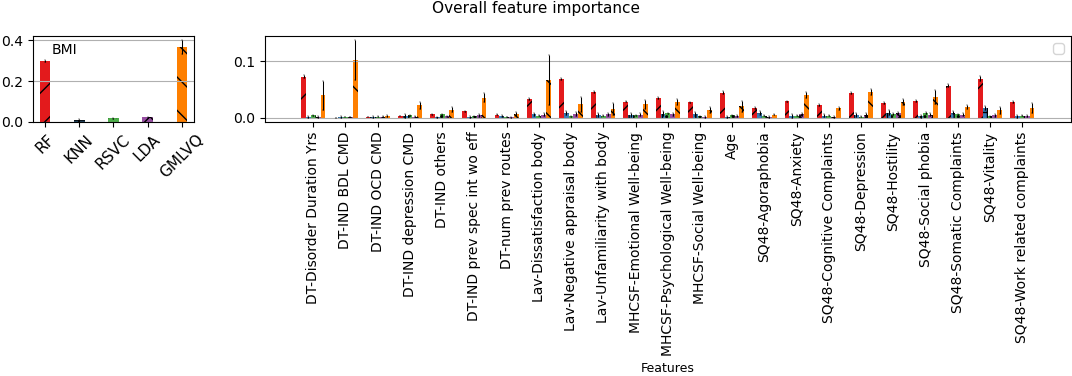 Overall feature importance
0.4
0.2
0.0
BMI
RF
KNN
RSVC
LDA
GMLVQ
0.1
0.0
DT-Disorder Duration Yrs
DT-IND BDL CMD
DT-IND OCD CMD
DT-IND depression CMD
DT-IND others
DT-IND prev spec int wo eff
DT-num prev routes
Lav-Dissatisfaction body
Lav-Negative appraisal body
Lav-Unfamiliarity with body
MHCSF-Emotional Well-being
MHCSF-Psychological Well-being
MHCSF-Social Well-being
Age
SQ48-Agoraphobia
SQ48-Anxiety
SQ48-Cognitive Complaints
SQ48-Depression
SQ48-Hostility
SQ48-Social phobia
SQ48-Somatic Complaints
SQ48-Vitality
SQ48-Work related complaints
Features